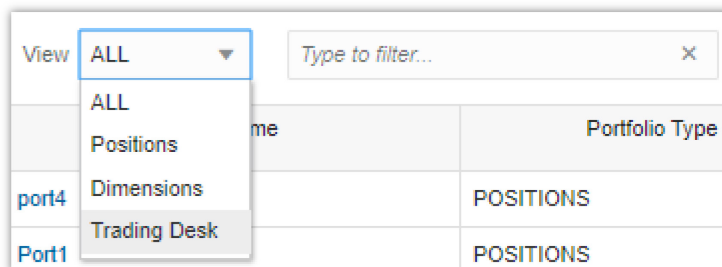 View ALL Type to filter... ×
ALL
me Portfolio Type
Positions
Dimensions
port4 POSITIONS
Trading Desk
Port1 POSITIONS